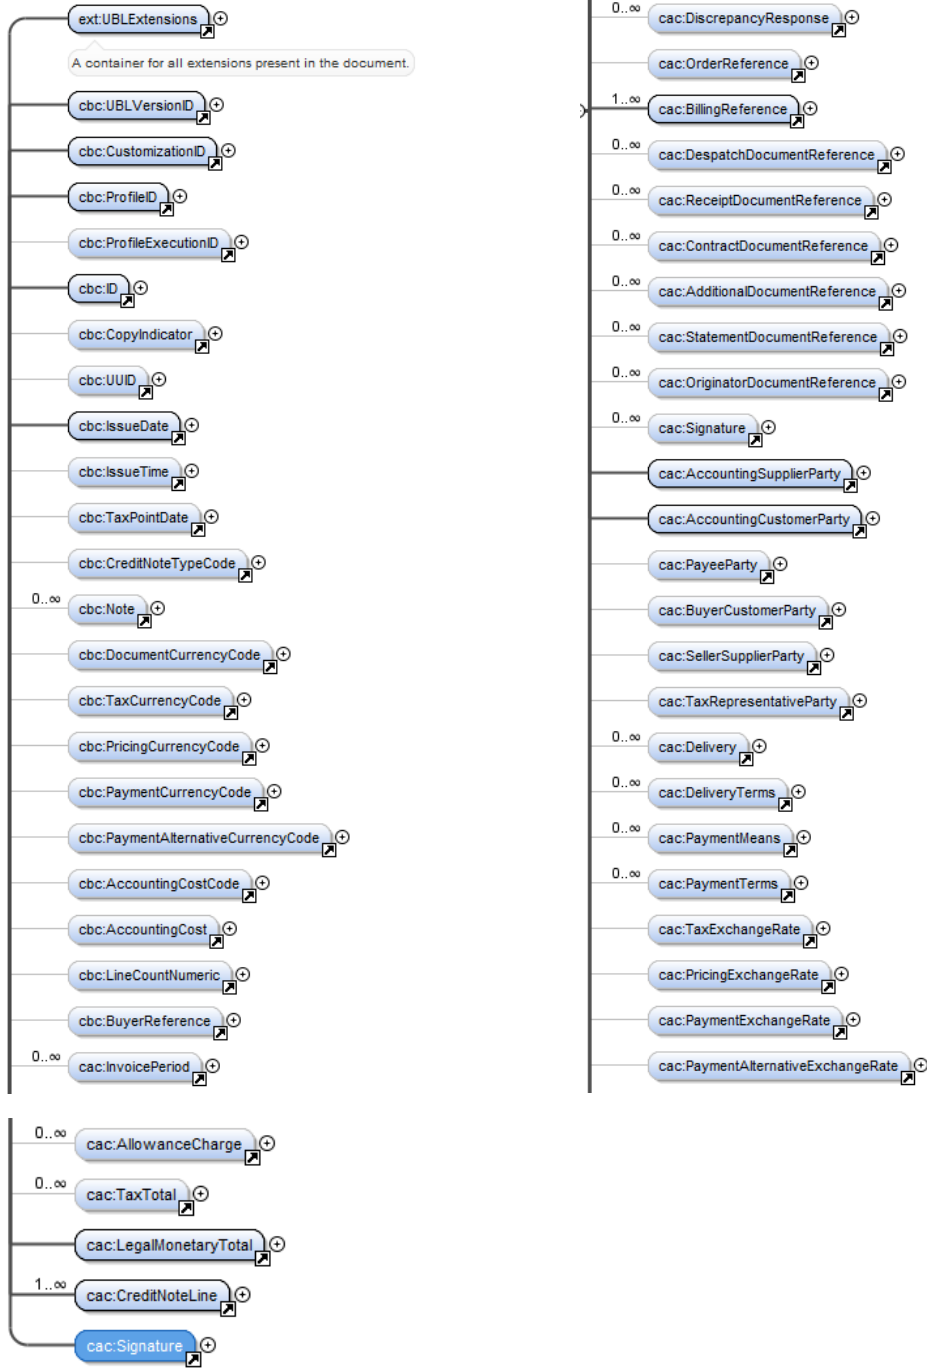 ext:UBLExtensions
A container for all extensions present in the document.
cbc:UBLVersionID
cbc:CustomizationID
cbc:ProfileID
cbc:ProfileExecutionID
cbc:ID
cbc:CopyIndicator
cbc:UUID
cbc:IssueDate
cbc:IssueTime
cbc:TaxPointDate
cbc:CreditNoteTypeCode
0..∞ cbc:Note
cbc:DocumentCurrencyCode
cbc:TaxCurrencyCode
cbc:PricingCurrencyCode
cbc:PaymentCurrencyCode
cbc:PaymentAlternativeCurrencyCode
cbc:AccountingCostCode
cbc:AccountingCost
cbc:LineCountNumeric
cbc:BuyerReference
0..∞ cac:InvoicePeriod
0..∞ cac:DiscrepancyResponse
cac:OrderReference
1..∞ cac:BillingReference
0..∞ cac:DespatchDocumentReference
0..∞ cac:ReceiptDocumentReference
0..∞ cac:ContractDocumentReference
0..∞ cac:AdditionalDocumentReference
0..∞ cac:StatementDocumentReference
0..∞ cac:OriginatorDocumentReference
0..∞ cac:Signature
cac:AccountingSupplierParty
cac:AccountingCustomerParty
cac:PayeeParty
cac:BuyerCustomerParty
cac:SellerSupplierParty
cac:TaxRepresentativeParty
0..∞ cac:Delivery
0..∞ cac:DeliveryTerms
0..∞ cac:PaymentMeans
0..∞ cac:PaymentTerms
cac:TaxExchangeRate
cac:PricingExchangeRate
cac:PaymentExchangeRate
cac:PaymentAlternativeExchangeRate
0..∞ cac:AllowanceCharge
0..∞ cac:TaxTotal
cac:LegalMonetaryTotal
1..∞ cac:CreditNoteLine
cac:Signature